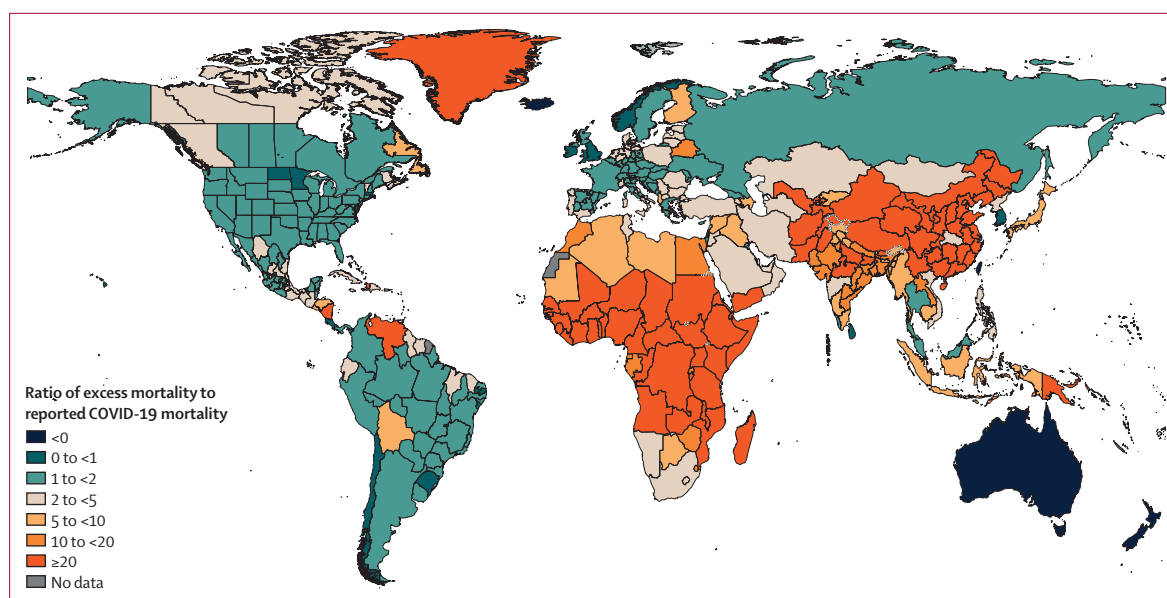 Ratio of excess mortality to
reported COVID-19 mortality
<0
0 to <1
1 to <2
2 to <5
5 to <10
10 to <20
≥20
No data